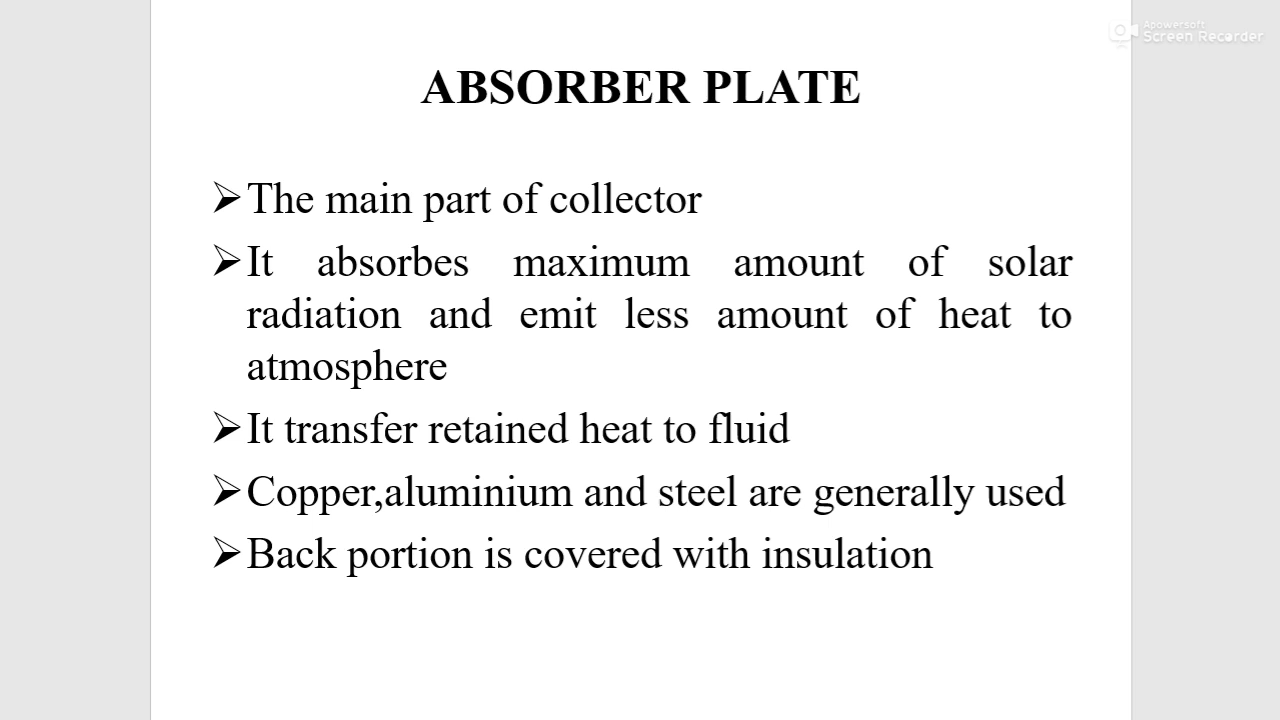 Apowersoft
Screen Recorder
ABSORBER PLATE
➢The main part of collector
➢It absorbes maximum amount of solar
radiation and emit less amount of heat to
atmosphere
➢It transfer retained heat to fluid
➢Copper,aluminium and steel are generally used
➢Back portion is covered with insulation